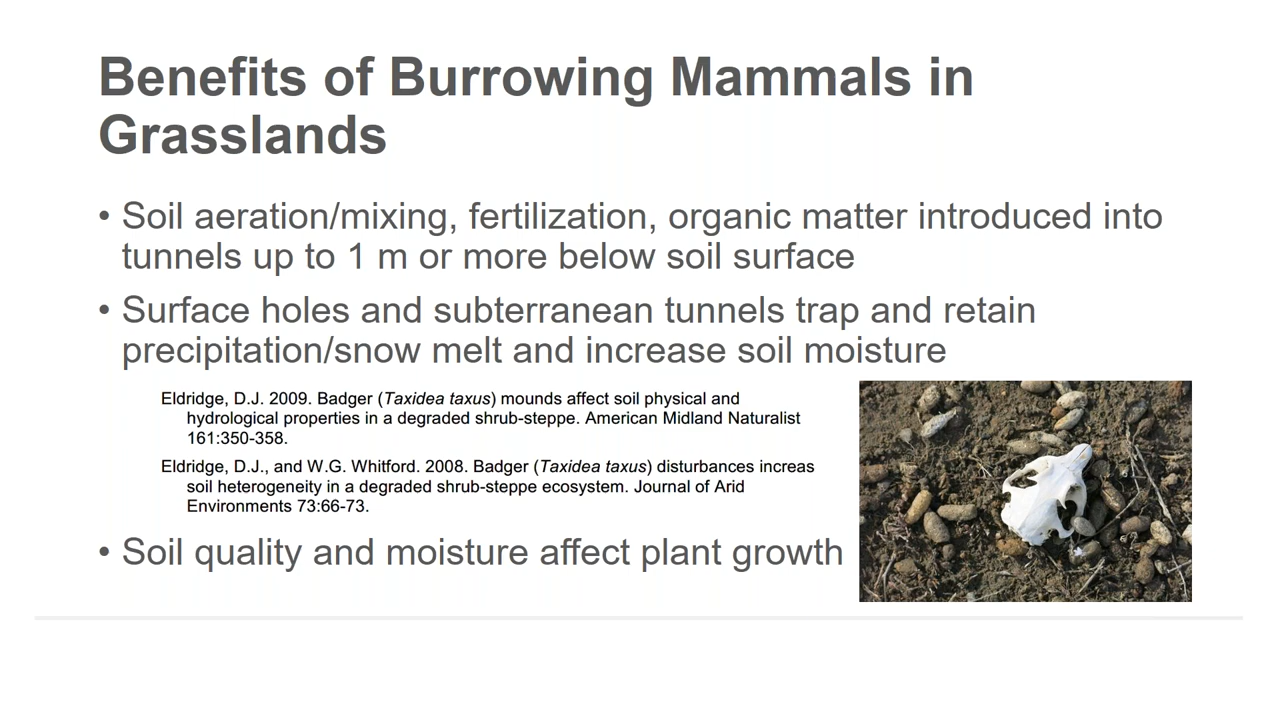 Benefits of Burrowing Mammals in
Grasslands
• Soil aeration/mixing, fertilization, organic matter introduced into
tunnels up to 1 m or more below soil surface
• Surface holes and subterranean tunnels trap and retain
precipitation/snow melt and increase soil moisture
Eldridge, D.J. 2009. Badger (Taxidea taxus) mounds affect soil physical and
hydrological properties in a degraded shrub-steppe. American Midland Naturalist
161:350-358.
Eldridge, D.J., and W.G. Whitford. 2008. Badger (Taxidea taxus) disturbances increas
soil heterogeneity in a degraded shrub-steppe ecosystem. Journal of Arid
Environments 73:66-73.
• Soil quality and moisture affect plant growth